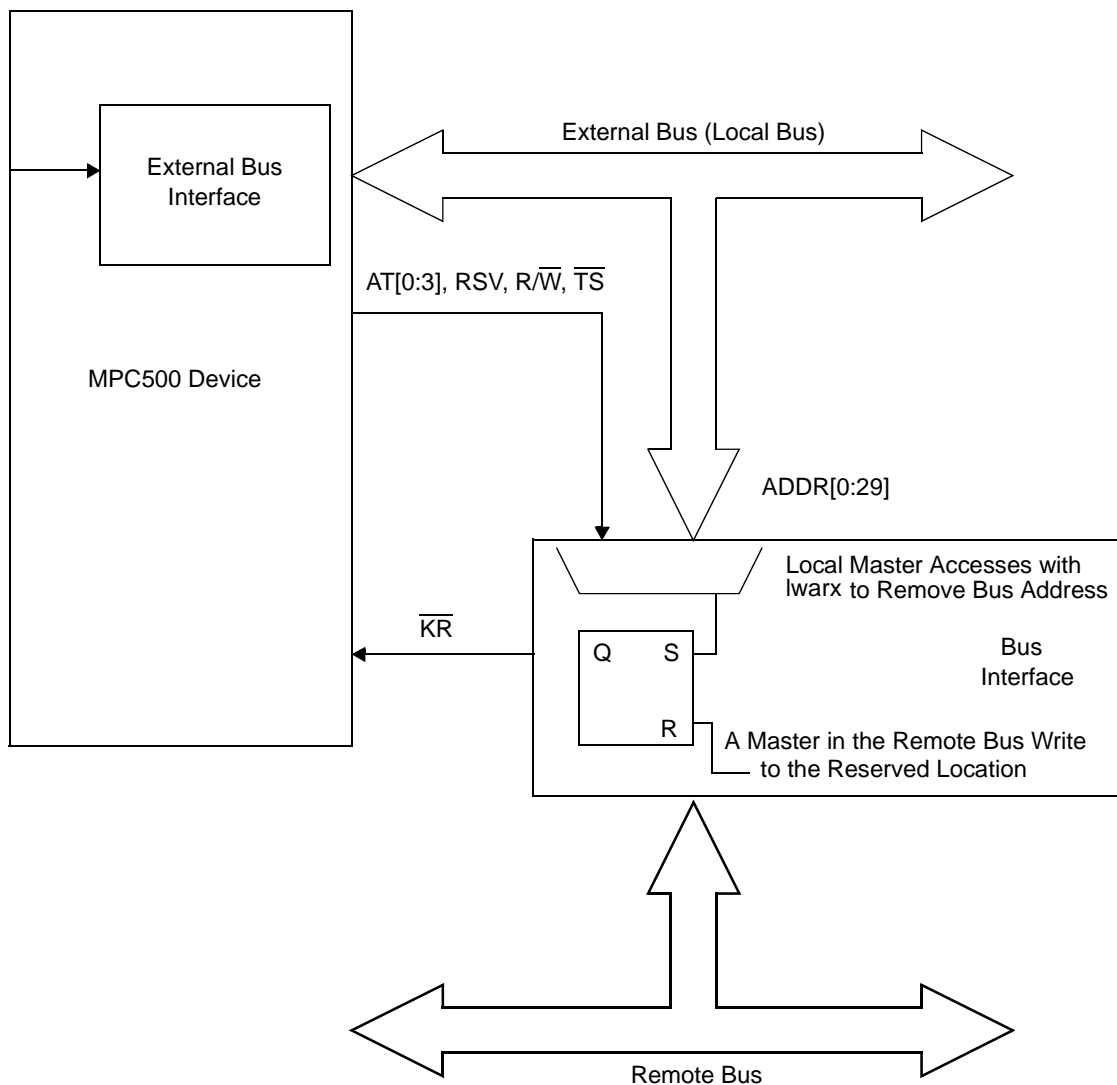 External Bus (Local Bus)
External Bus
Interface
AT[0:3], RSV, R/W̅, T̅S̅
MPC500 Device
ADDR[0:29]
Local Master Accesses with
lwarx to Remove Bus Address
K̅R̅
Q S
Bus
Interface
R
A Master in the Remote Bus Write
to the Reserved Location
Remote Bus